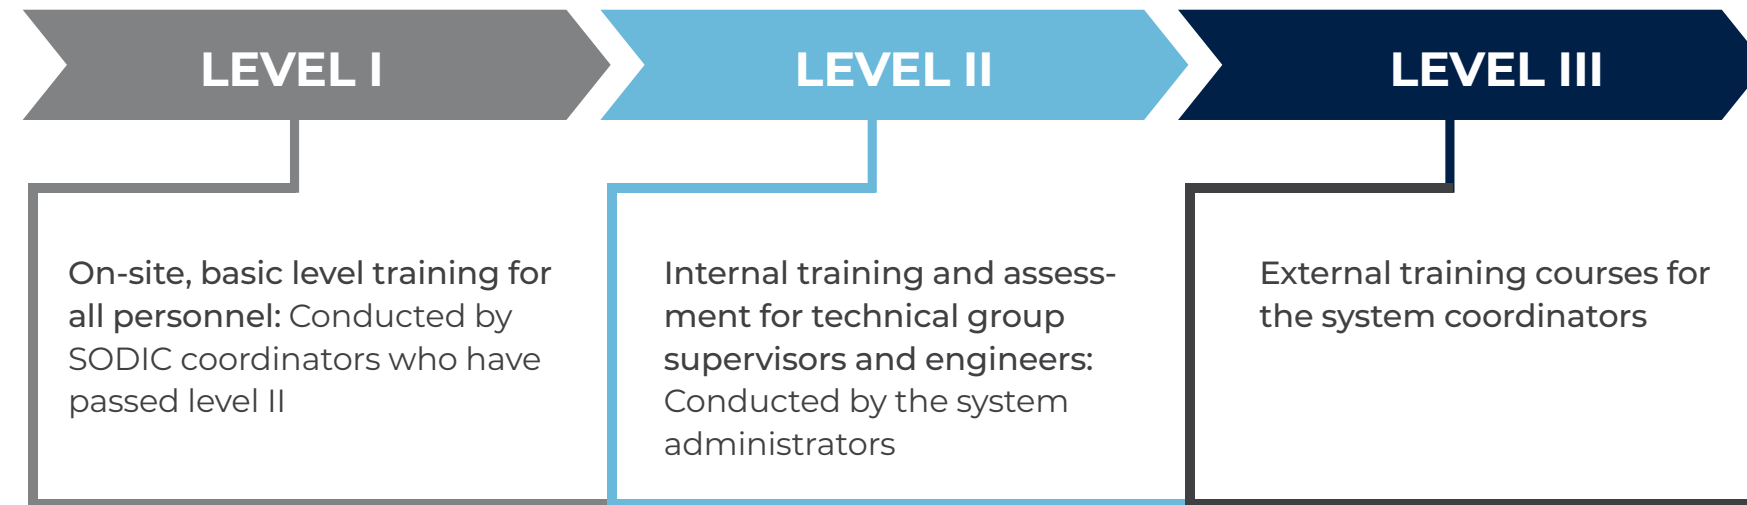 LEVEL I
On-site, basic level training for
all personnel: Conducted by
SODIC coordinators who have
passed level II
LEVEL II
Internal training and assess-
ment for technical group
supervisors and engineers:
Conducted by the system
administrators
LEVEL III
External training courses for
the system coordinators